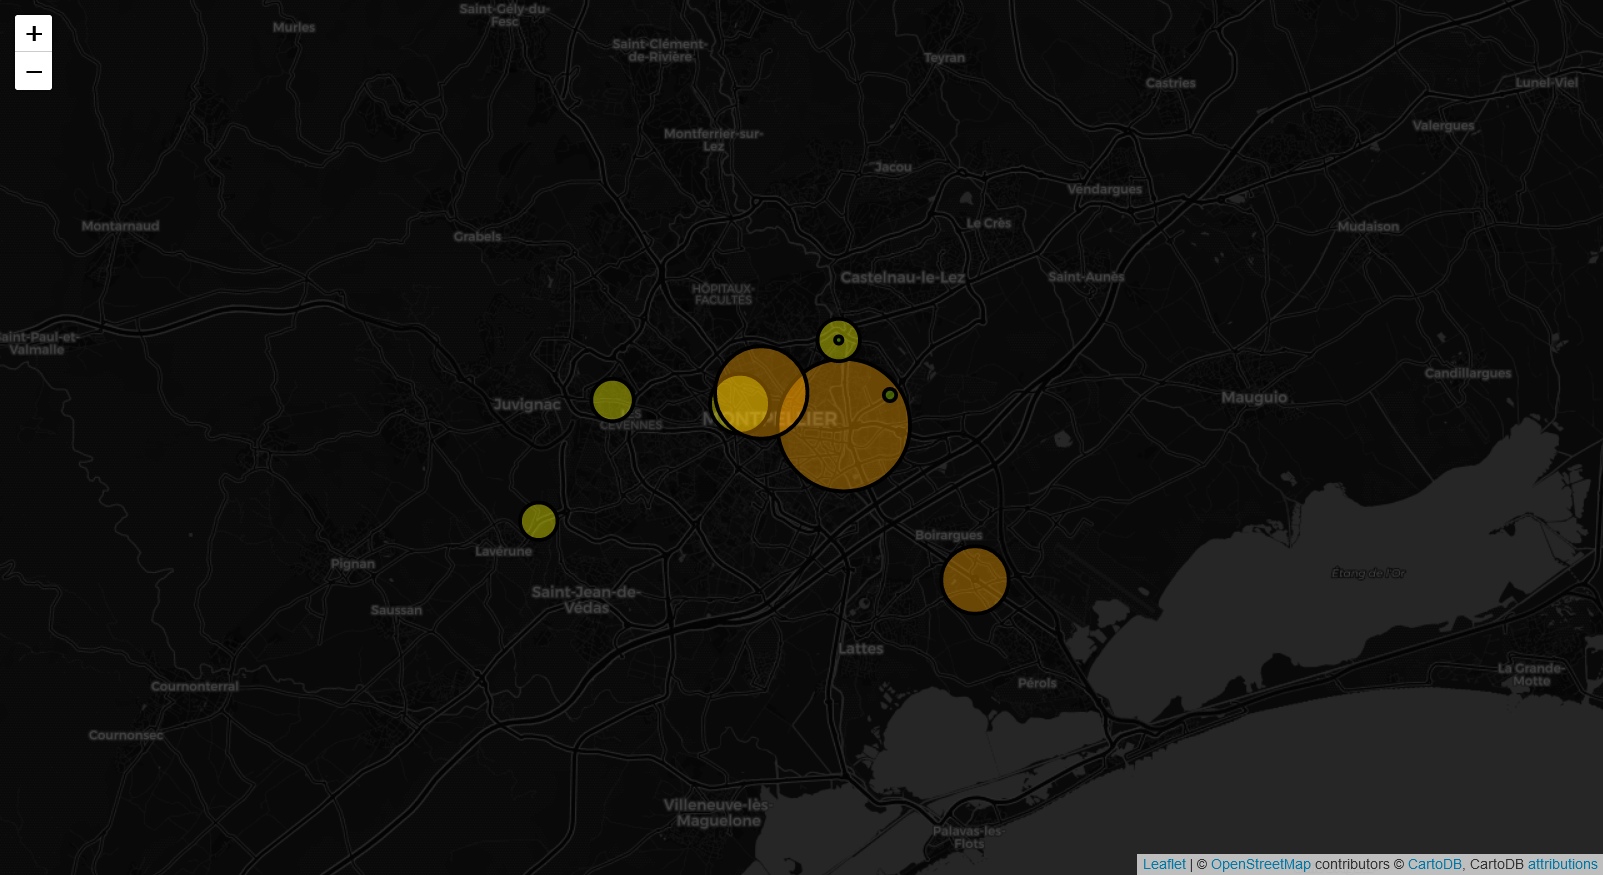 +
−
Saint-Gély-du-
Fesc
Murles
Saint-Clément-
de-Rivière
Teyran
Castries
Lunel-Viel
Valergues
Montferrier-sur-
Lez
Jacou
Vendargues
Montarnaud
Grabels
Le Crès
Mudaison
Castelnau-le-Lez
Saint-Aunès
HÔPITAUX-
FACULTÉS
Saint-Paul-et-
Valmalle
Candillargues
Juvignac
Mauguio
LES
CÉVENNES
MONTPELLIER
Boirargues
Lavérune
Pignan
Étang de l'Or
Saint-Jean-de-
Védas
Saussan
Lattes
La Grande-
Motte
Cournonterral
Pérols
Cournonsec
Villeneuve-lès-
Maguelone
Palavas-les-
Flots
Leaflet | © OpenStreetMap contributors © CartoDB, CartoDB attributions